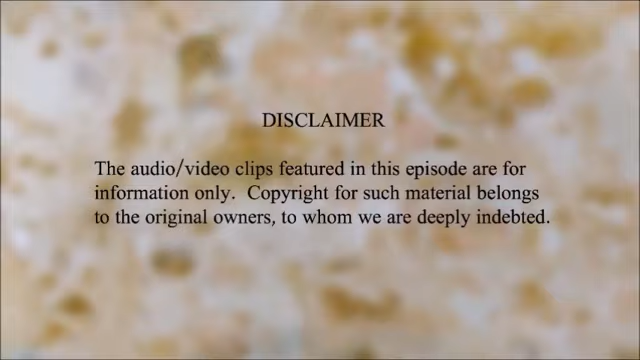 DISCLAIMER
The audio/video clips featured in this episode are for
information only. Copyright for such material belongs
to the original owners, to whom we are deeply indebted.